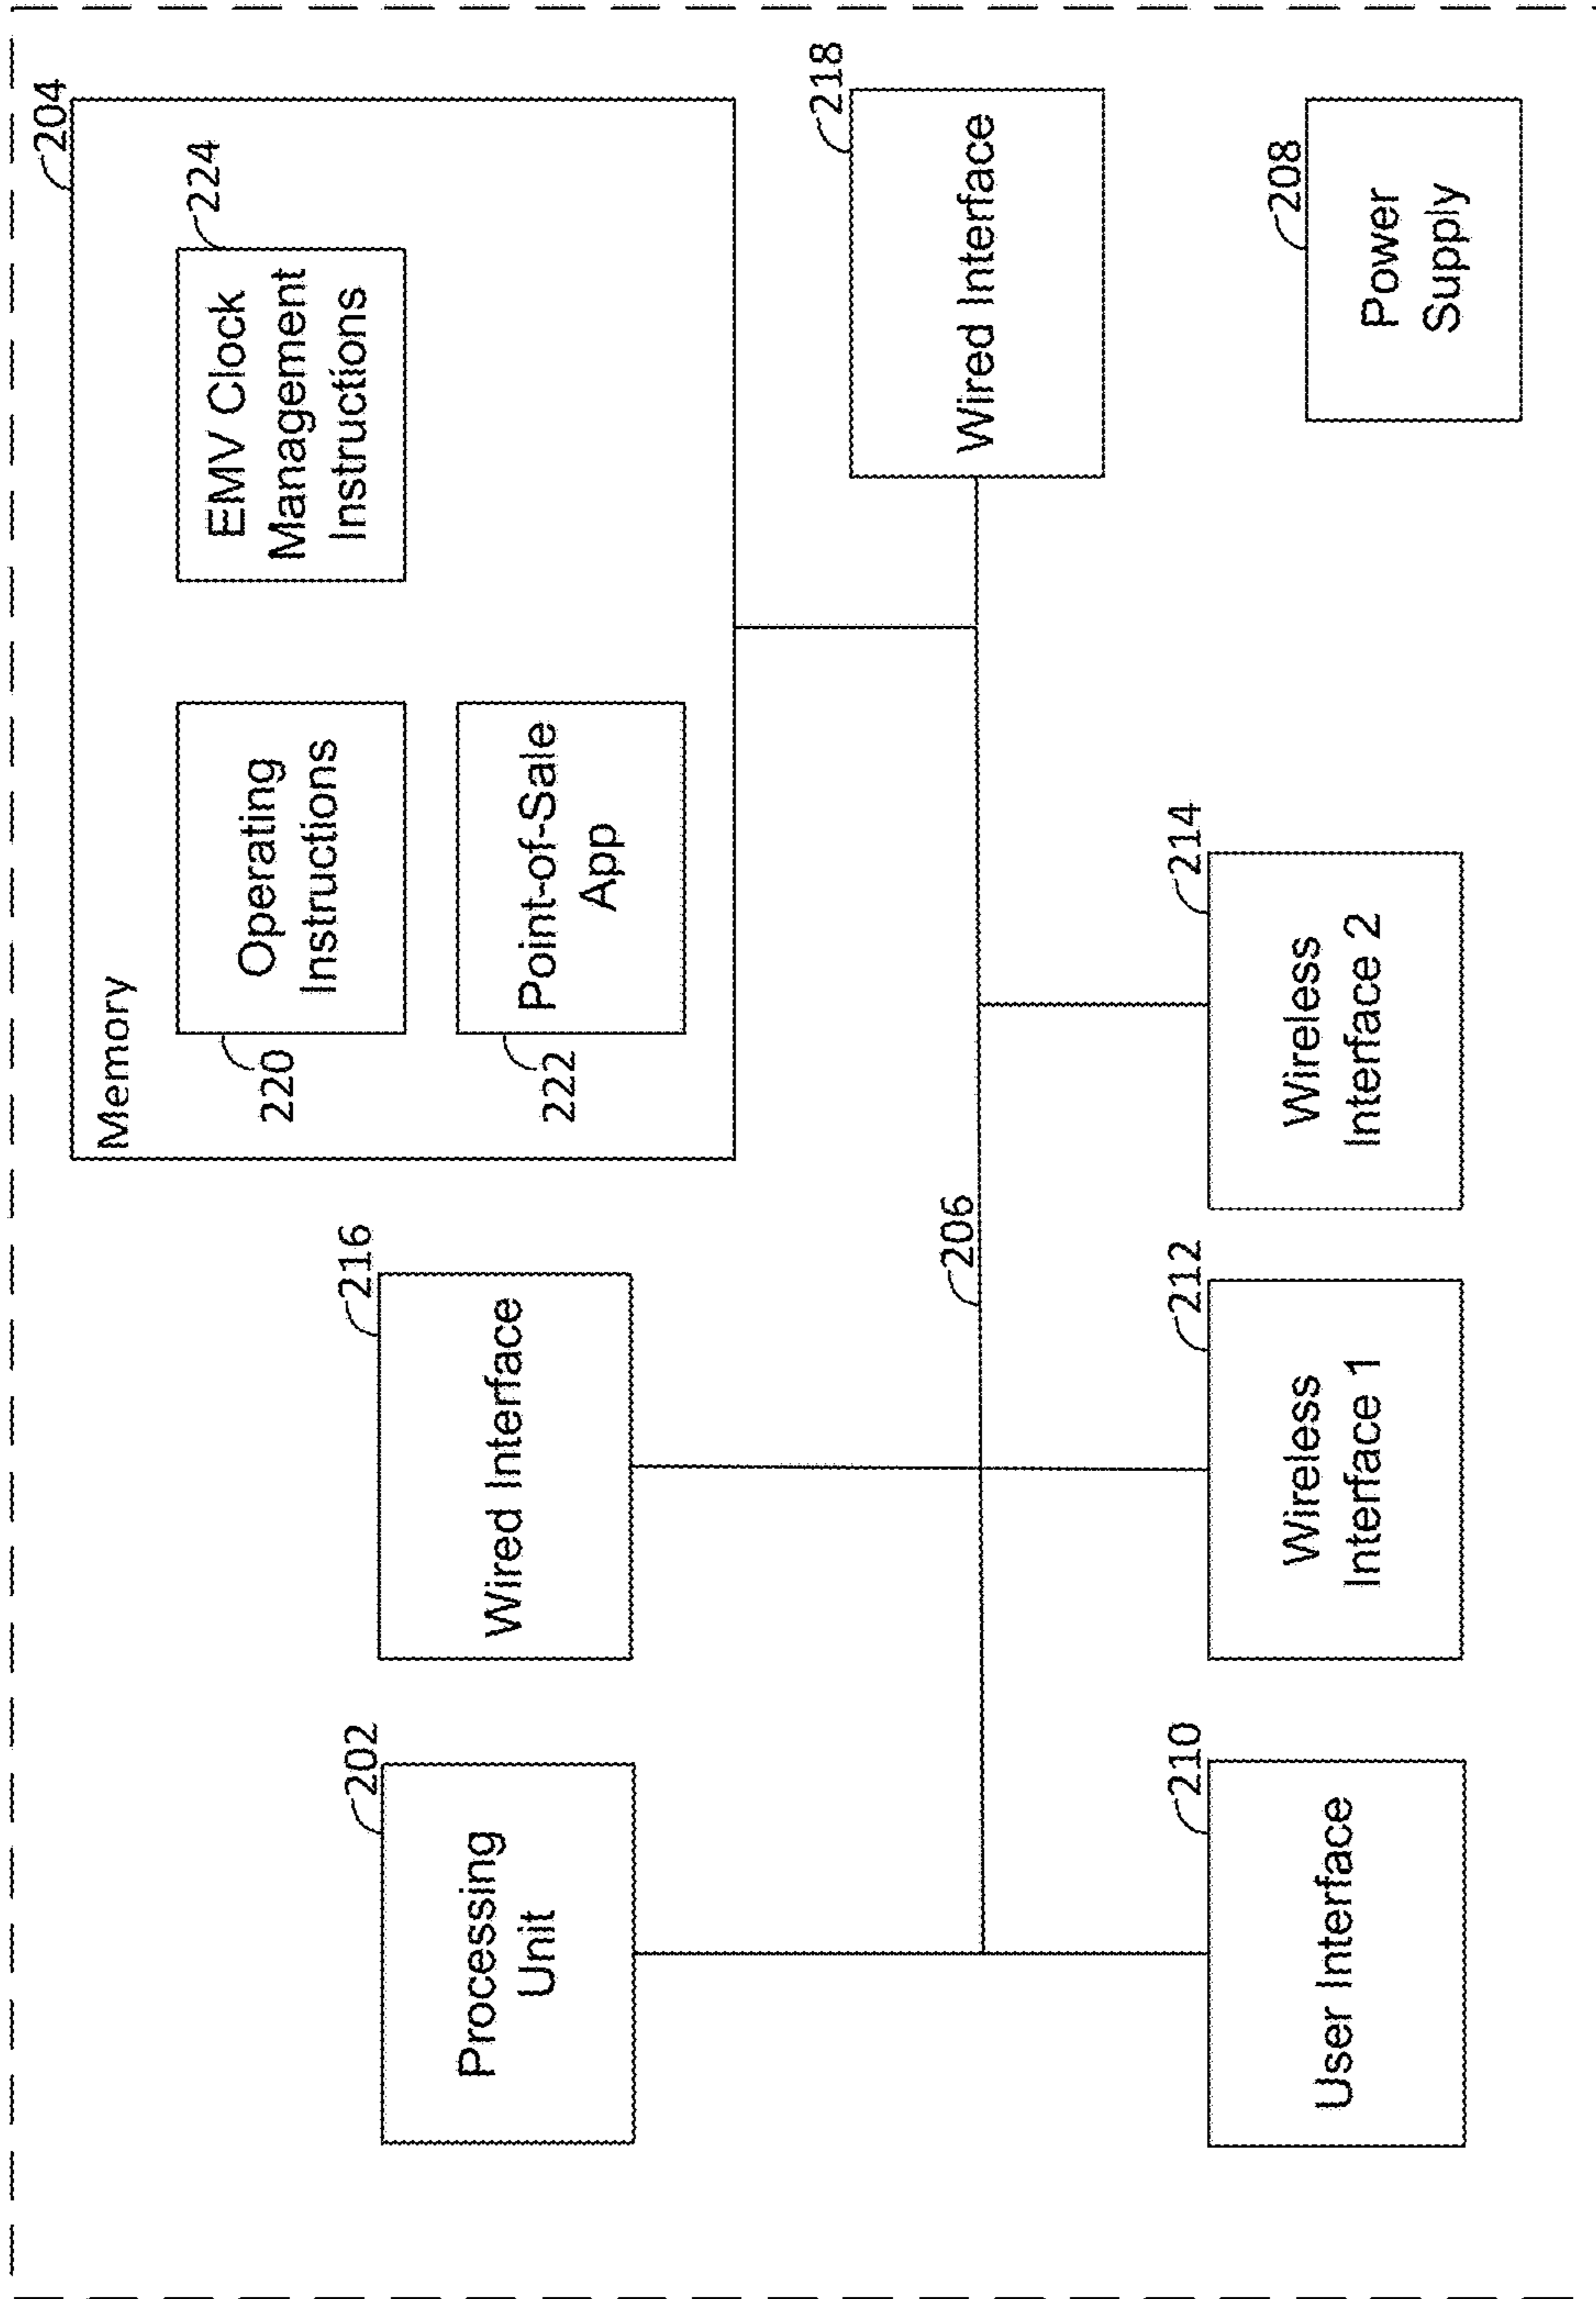 204
Memory
Operating
Instructions
220
EMV Clock
Management
Instructions
224
Point-of-Sale
App
222
Processing
Unit
202
Wired Interface
216
Wired Interface
218
206
User Interface
210
Wireless
Interface 1
212
Wireless
Interface 2
214
Power
Supply
208